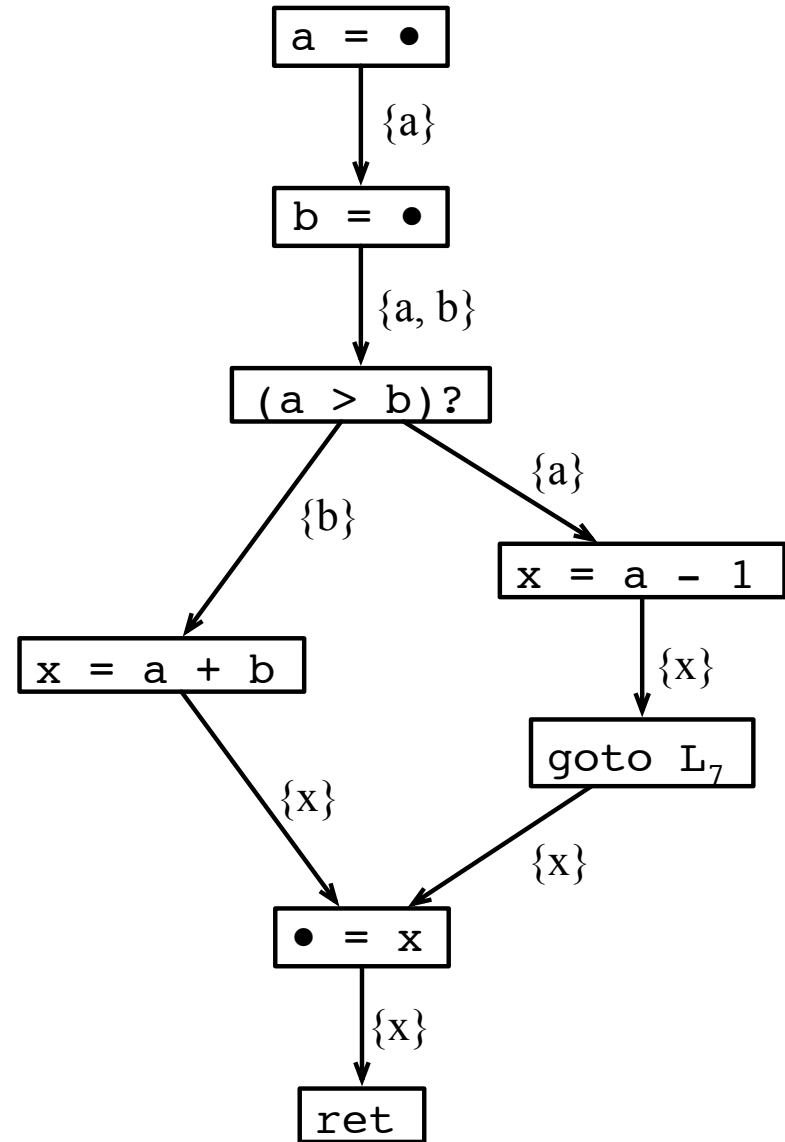 a = •
{a}
b = •
{a, b}
(a > b)?
{a}
{b}
x = a - 1
x = a + b
{x}
goto L₇
{x}
{x}
• = x
{x}
ret